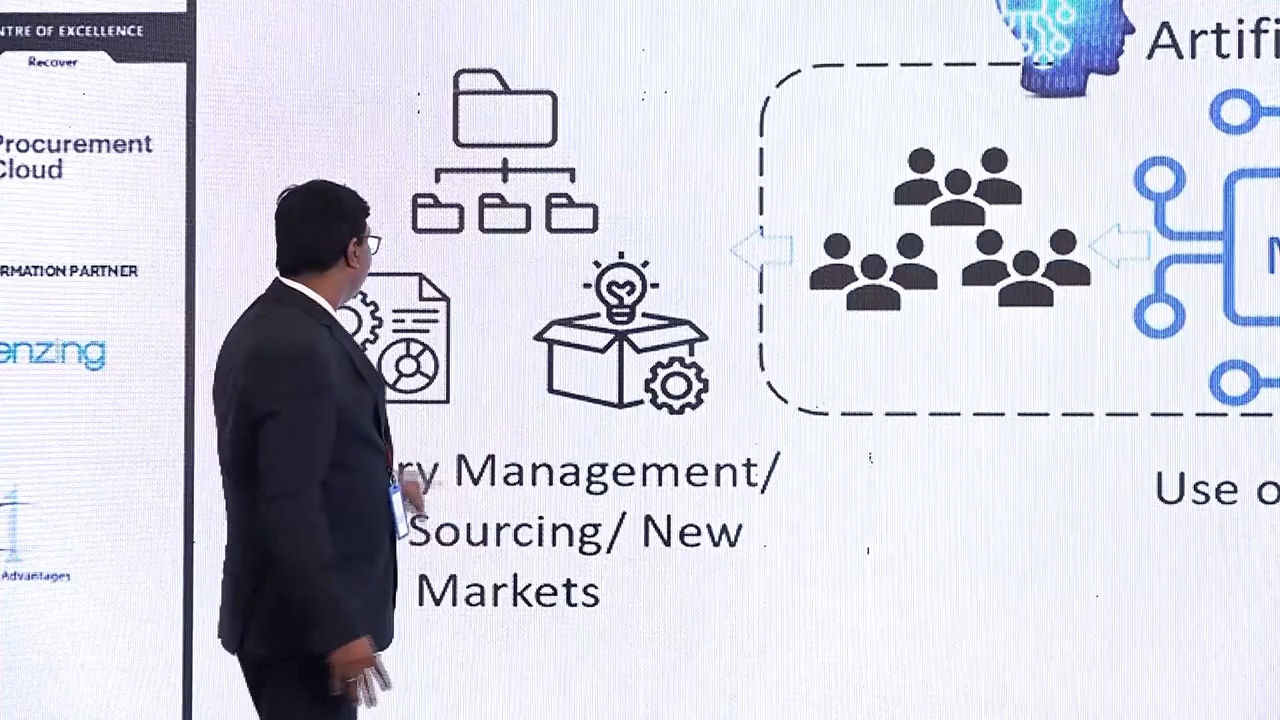 NTRE OF EXCELLENCE
Recover
Procurement
Cloud
RMATION PARTNER
enzing
Advantages
Artifi
ry Management/
Sourcing/ New
Markets
Use o